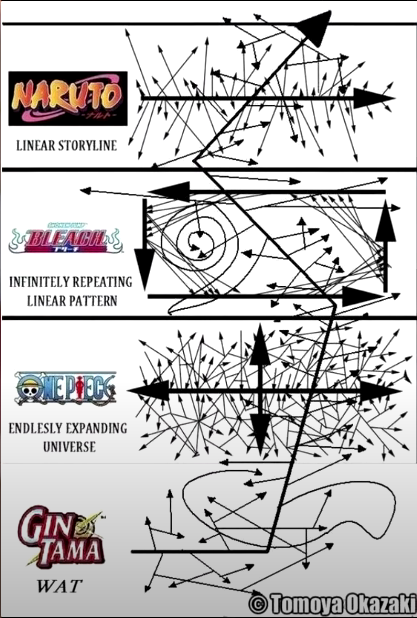 NARUTO
-ナルト-
LINEAR STORYLINE
BLEACH
ブリーチ
INFINITELY REPEATING
LINEAR PATTERN
ONE PIECE
ENDLESLY EXPANDING
UNIVERSE
GINTAMA
WAT
© Tomoya Okazaki